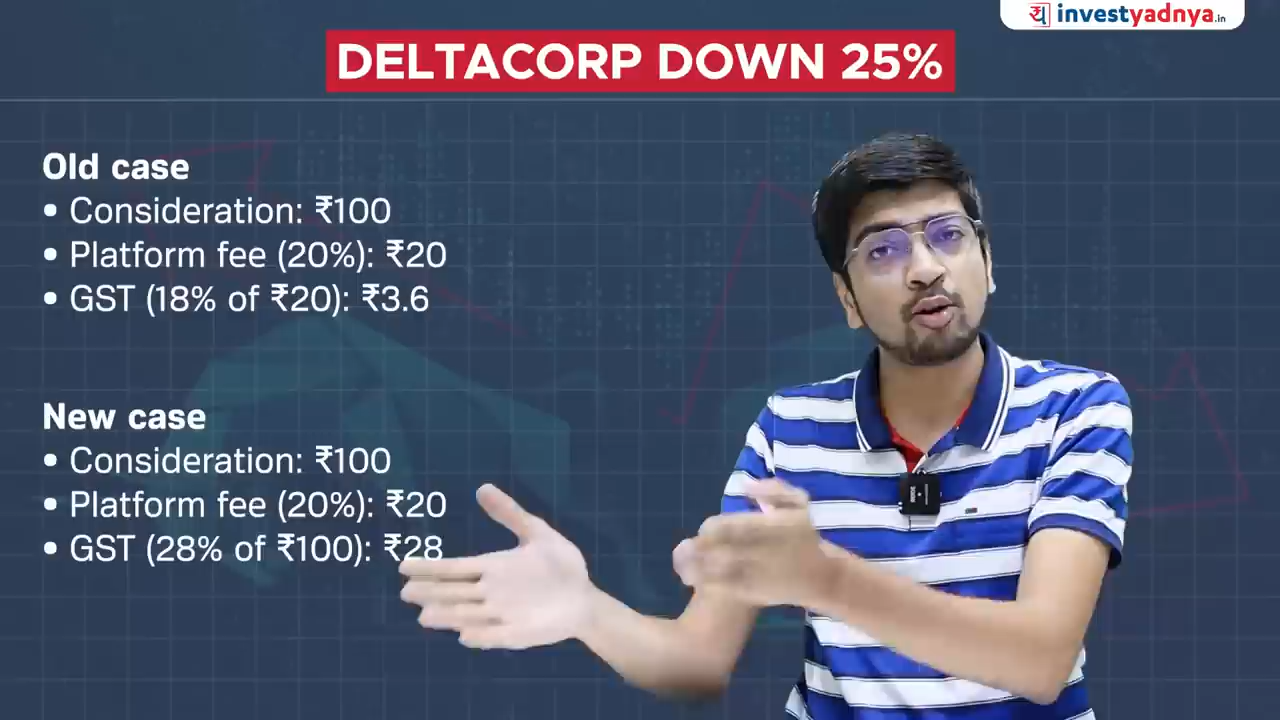 investyadnya.in
DELTACORP DOWN 25%
Old case
• Consideration: ₹100
• Platform fee (20%): ₹20
• GST (18% of ₹20): ₹3.6
New case
• Consideration: ₹100
• Platform fee (20%): ₹20
• GST (28% of ₹100): ₹28